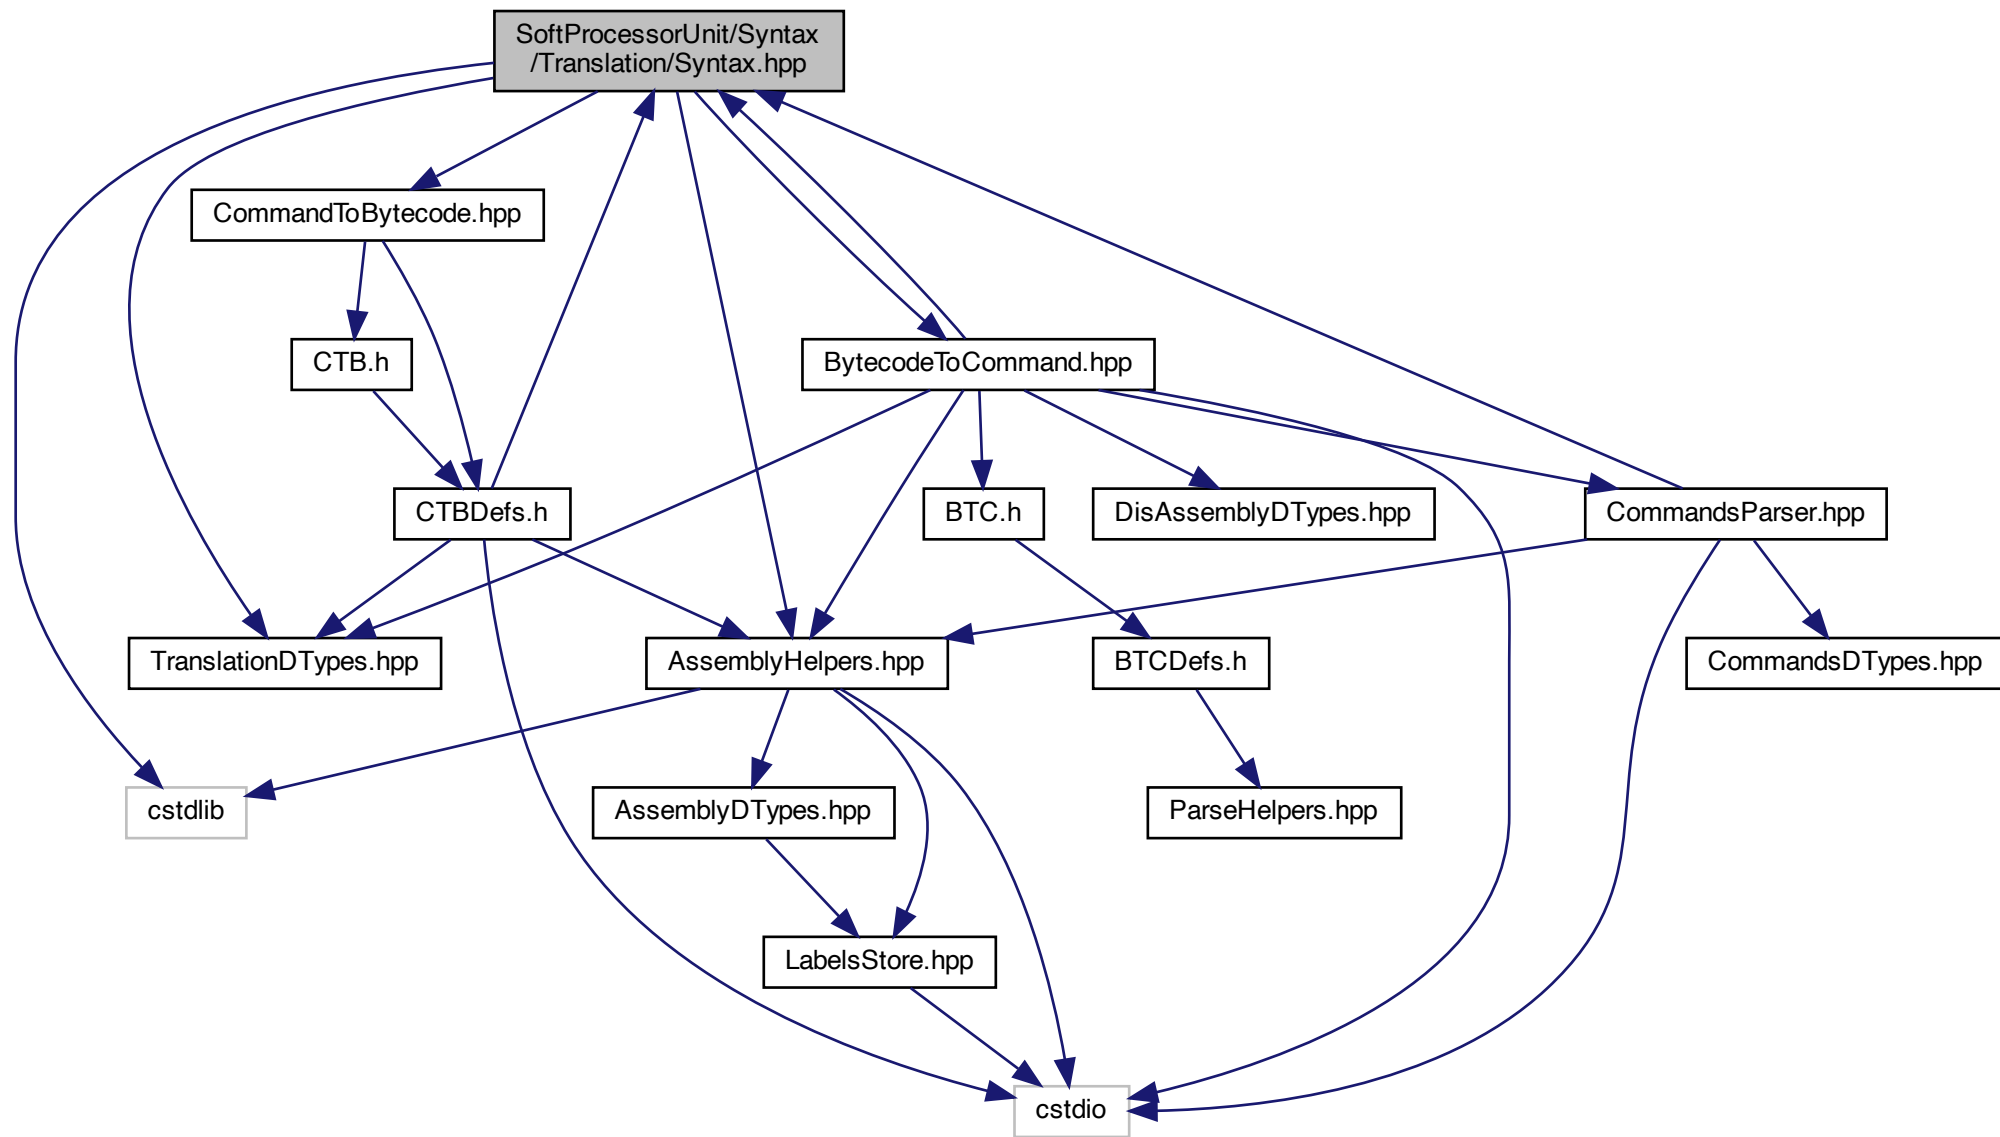 SoftProcessorUnit/Syntax
/Translation/Syntax.hpp
CommandToBytecode.hpp
CTB.h
BytecodeToCommand.hpp
CTBDefs.h
BTC.h
DisAssemblyDTypes.hpp
CommandsParser.hpp
TranslationDTypes.hpp
AssemblyHelpers.hpp
BTCDefs.h
CommandsDTypes.hpp
cstdlib
AssemblyDTypes.hpp
ParseHelpers.hpp
LabelsStore.hpp
cstdio